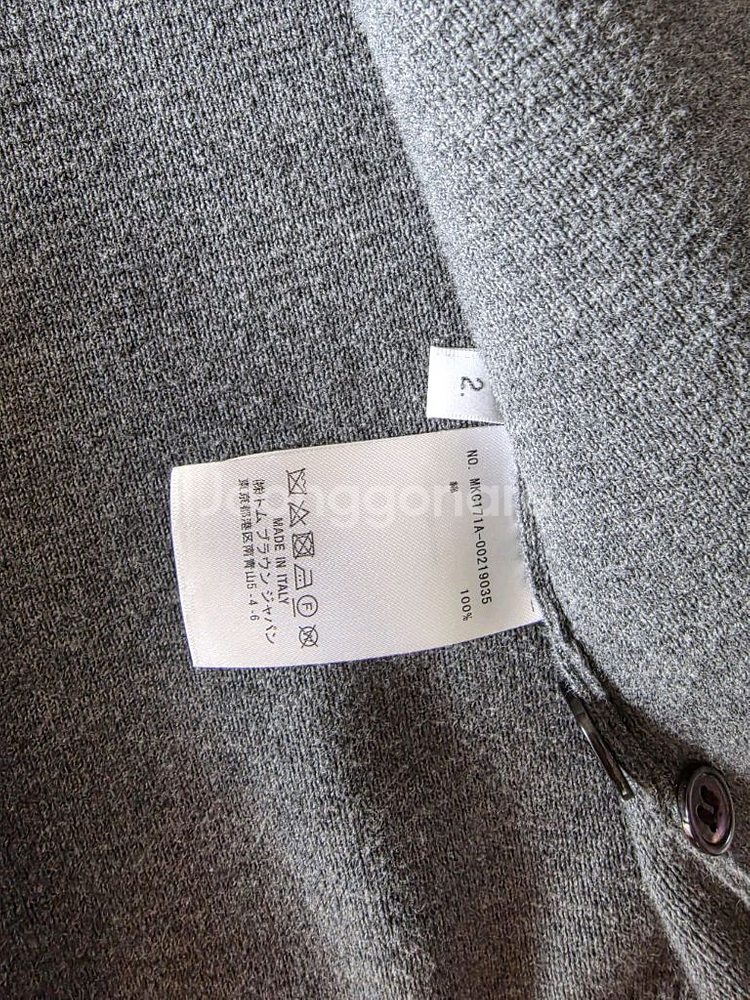 2.
NO. MKC171A-00219035
綿 100%
MADE IN ITALY
㈱トム ブラウン ジャパン
東京都港区南青山5-4-6
Joonggonara